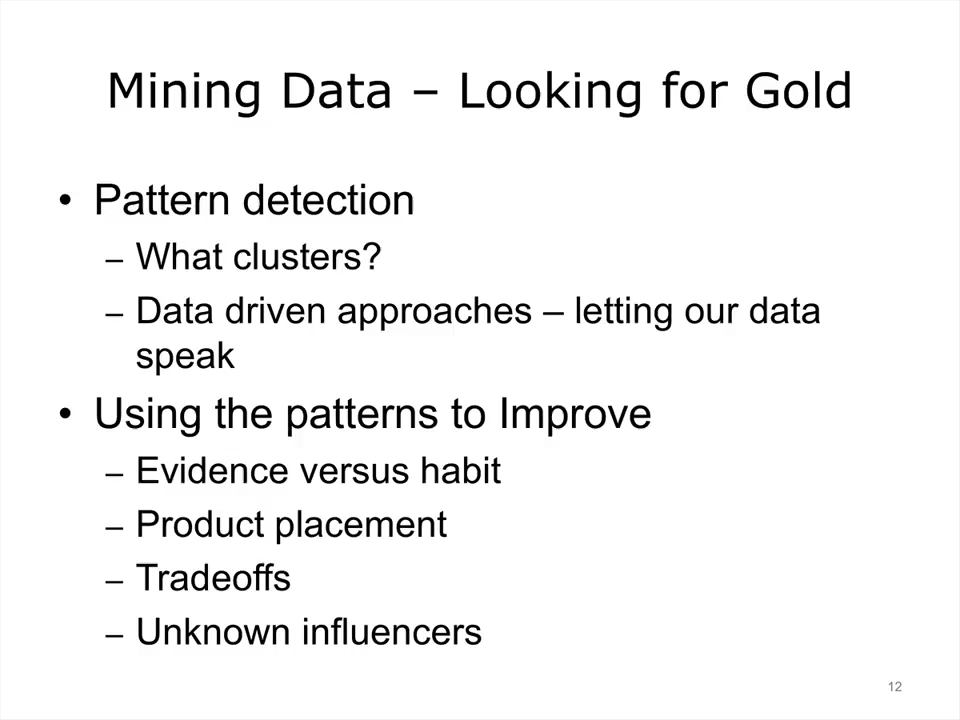 Mining Data – Looking for Gold
• Pattern detection
– What clusters?
– Data driven approaches – letting our data
speak
• Using the patterns to Improve
– Evidence versus habit
– Product placement
– Tradeoffs
– Unknown influencers
12